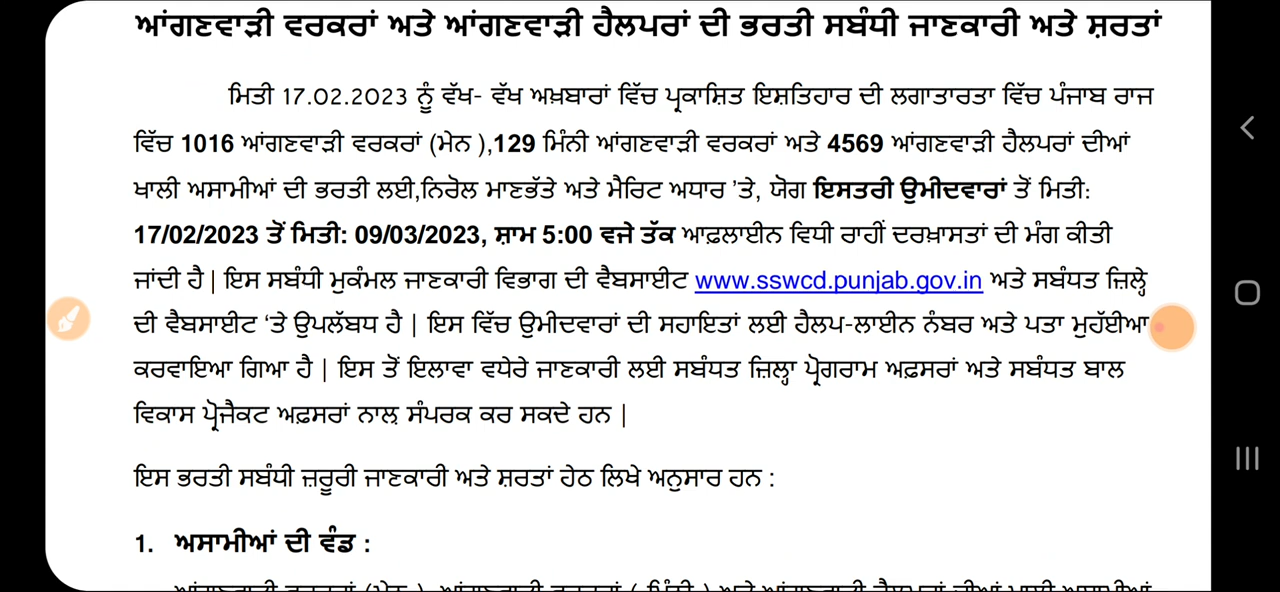 ਆਂਗਣਵਾੜੀ ਵਰਕਰਾਂ ਅਤੇ ਆਂਗਣਵਾੜੀ ਹੈਲਪਰਾਂ ਦੀ ਭਰਤੀ ਸਬੰਧੀ ਜਾਣਕਾਰੀ ਅਤੇ ਸ਼ਰਤਾਂ
ਮਿਤੀ 17.02.2023 ਨੂੰ ਵੱਖ- ਵੱਖ ਅਖ਼ਬਾਰਾਂ ਵਿੱਚ ਪ੍ਰਕਾਸ਼ਿਤ ਇਸ਼ਤਿਹਾਰ ਦੀ ਲਗਾਤਾਰਤਾ ਵਿੱਚ ਪੰਜਾਬ ਰਾਜ
ਵਿੱਚ 1016 ਆਂਗਣਵਾੜੀ ਵਰਕਰਾਂ (ਮੇਨ ),129 ਮਿੰਨੀ ਆਂਗਣਵਾੜੀ ਵਰਕਰਾਂ ਅਤੇ 4569 ਆਂਗਣਵਾੜੀ ਹੈਲਪਰਾਂ ਦੀਆਂ
ਖਾਲੀ ਅਸਾਮੀਆਂ ਦੀ ਭਰਤੀ ਲਈ,ਨਿਰੋਲ ਮਾਣਭੱਤੇ ਅਤੇ ਮੈਰਿਟ ਅਧਾਰ ’ਤੇ, ਯੋਗ ਇਸਤਰੀ ਉਮੀਦਵਾਰਾਂ ਤੋਂ ਮਿਤੀ:
17/02/2023 ਤੋਂ ਮਿਤੀ: 09/03/2023, ਸ਼ਾਮ 5:00 ਵਜੇ ਤੱਕ ਆਫ਼ਲਾਈਨ ਵਿਧੀ ਰਾਹੀਂ ਦਰਖ਼ਾਸਤਾਂ ਦੀ ਮੰਗ ਕੀਤੀ
ਜਾਂਦੀ ਹੈ | ਇਸ ਸਬੰਧੀ ਮੁਕੰਮਲ ਜਾਣਕਾਰੀ ਵਿਭਾਗ ਦੀ ਵੈਬਸਾਈਟ www.sswcd.punjab.gov.in ਅਤੇ ਸਬੰਧਤ ਜ਼ਿਲ੍ਹੇ
ਦੀ ਵੈਬਸਾਈਟ ‘ਤੇ ਉਪਲੱਬਧ ਹੈ | ਇਸ ਵਿੱਚ ਉਮੀਦਵਾਰਾਂ ਦੀ ਸਹਾਇਤਾਂ ਲਈ ਹੈਲਪ-ਲਾਈਨ ਨੰਬਰ ਅਤੇ ਪਤਾ ਮੁਹੱਈਆ
ਕਰਵਾਇਆ ਗਿਆ ਹੈ | ਇਸ ਤੋਂ ਇਲਾਵਾ ਵਧੇਰੇ ਜਾਣਕਾਰੀ ਲਈ ਸਬੰਧਤ ਜ਼ਿਲ੍ਹਾ ਪ੍ਰੋਗਰਾਮ ਅਫ਼ਸਰਾਂ ਅਤੇ ਸਬੰਧਤ ਬਾਲ
ਵਿਕਾਸ ਪ੍ਰੋਜੈਕਟ ਅਫ਼ਸਰਾਂ ਨਾਲ਼ ਸੰਪਰਕ ਕਰ ਸਕਦੇ ਹਨ |
ਇਸ ਭਰਤੀ ਸਬੰਧੀ ਜ਼ਰੂਰੀ ਜਾਣਕਾਰੀ ਅਤੇ ਸ਼ਰਤਾਂ ਹੇਠ ਲਿਖੇ ਅਨੁਸਾਰ ਹਨ :
1. ਅਸਾਮੀਆਂ ਦੀ ਵੰਡ :